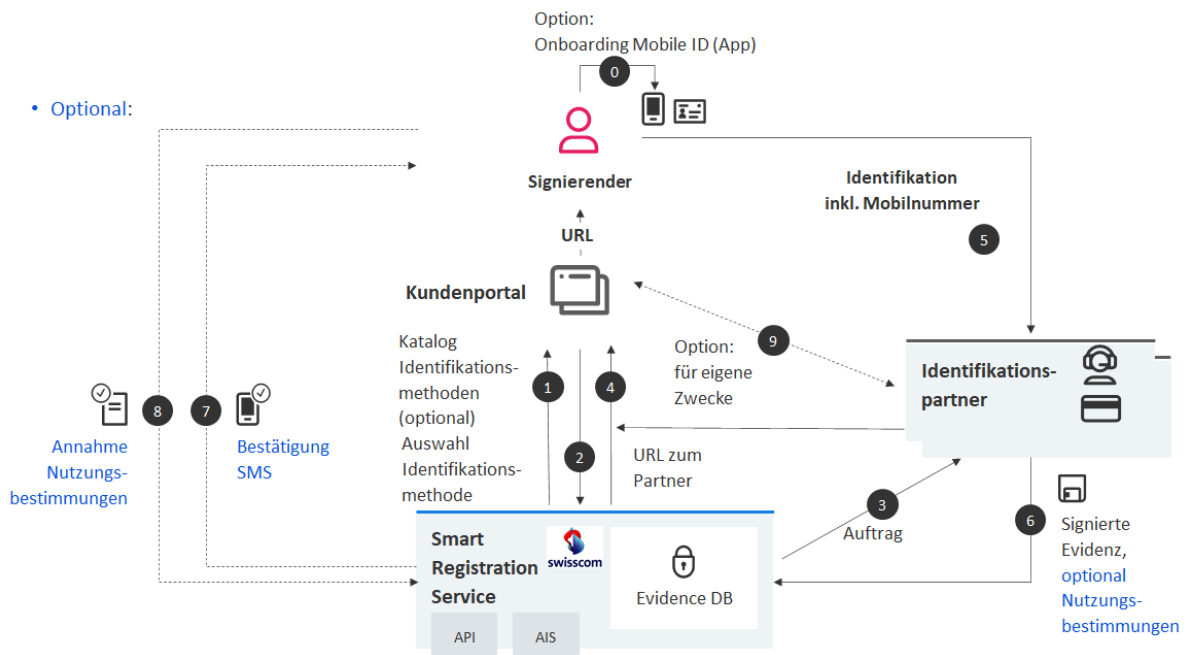 Option:
Onboarding Mobile ID (App)
0
• Optional:
Signierender
Identifikation
inkl. Mobilnummer
5
URL
Kundenportal
Katalog
Identifikations-
methoden
(optional)
Auswahl
Identifikations-
methode
1
2
4
Option:
für eigene
Zwecke
9
Identifikations-
partner
8
7
Annahme
Nutzungs-
bestimmungen
Bestätigung
SMS
URL zum
Partner
3
Auftrag
6
Signierte
Evidenz,
optional
Nutzungs-
bestimmungen
Smart
Registration
Service
swisscom
Evidence DB
API
AIS